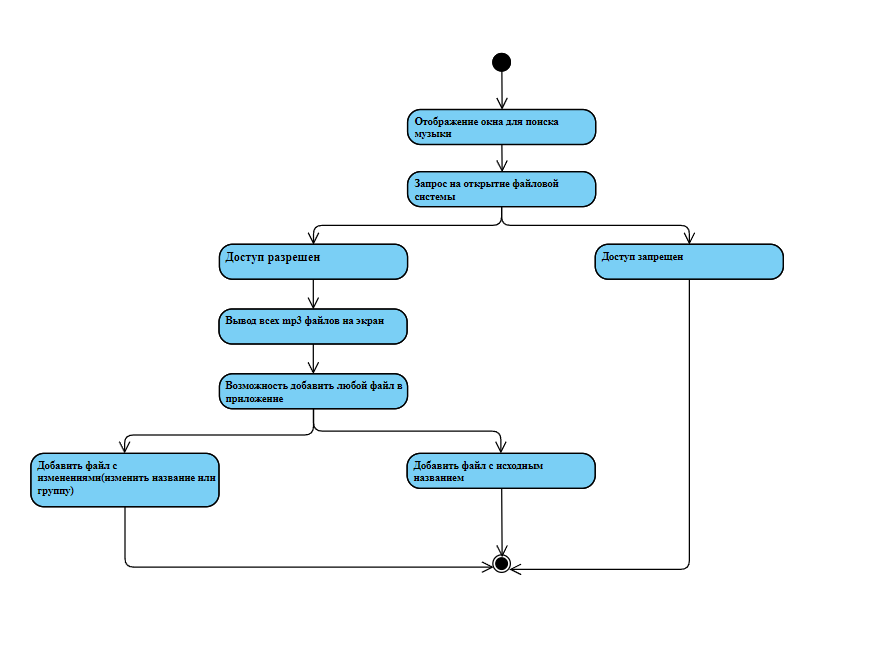 Отображение окна для поиска
музыки
Запрос на открытие файловой
системы
Доступ разрешен
Доступ запрешен
Вывод всех mp3 файлов на экран
Возможность добавить любой файл в
приложение
Добавить файл с
изменениями(изменить название или
группу)
Добавить файл с исходным
названием